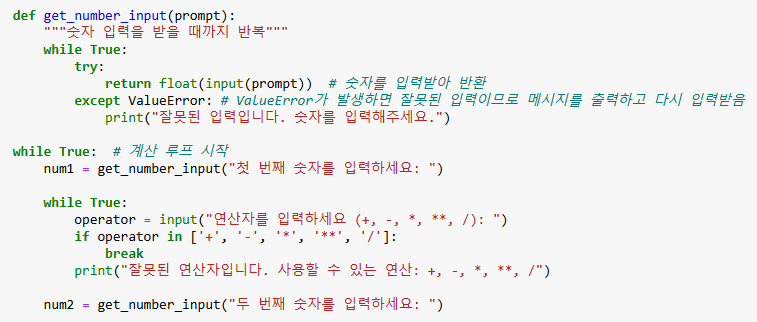 def get_number_input(prompt):
    """숫자 입력을 받을 때까지 반복"""
    while True:
        try:
            return float(input(prompt))  # 숫자를 입력받아 반환
        except ValueError: # ValueError가 발생하면 잘못된 입력이므로 메시지를 출력하고 다시 입력받음
            print("잘못된 입력입니다. 숫자를 입력해주세요.")

while True:  # 계산 루프 시작
    num1 = get_number_input("첫 번째 숫자를 입력하세요: ")

    while True:
        operator = input("연산자를 입력하세요 (+, -, *, **, /): ")
        if operator in ['+', '-', '*', '**', '/']:
            break
        print("잘못된 연산자입니다. 사용할 수 있는 연산: +, -, *, **, /")

    num2 = get_number_input("두 번째 숫자를 입력하세요: ")